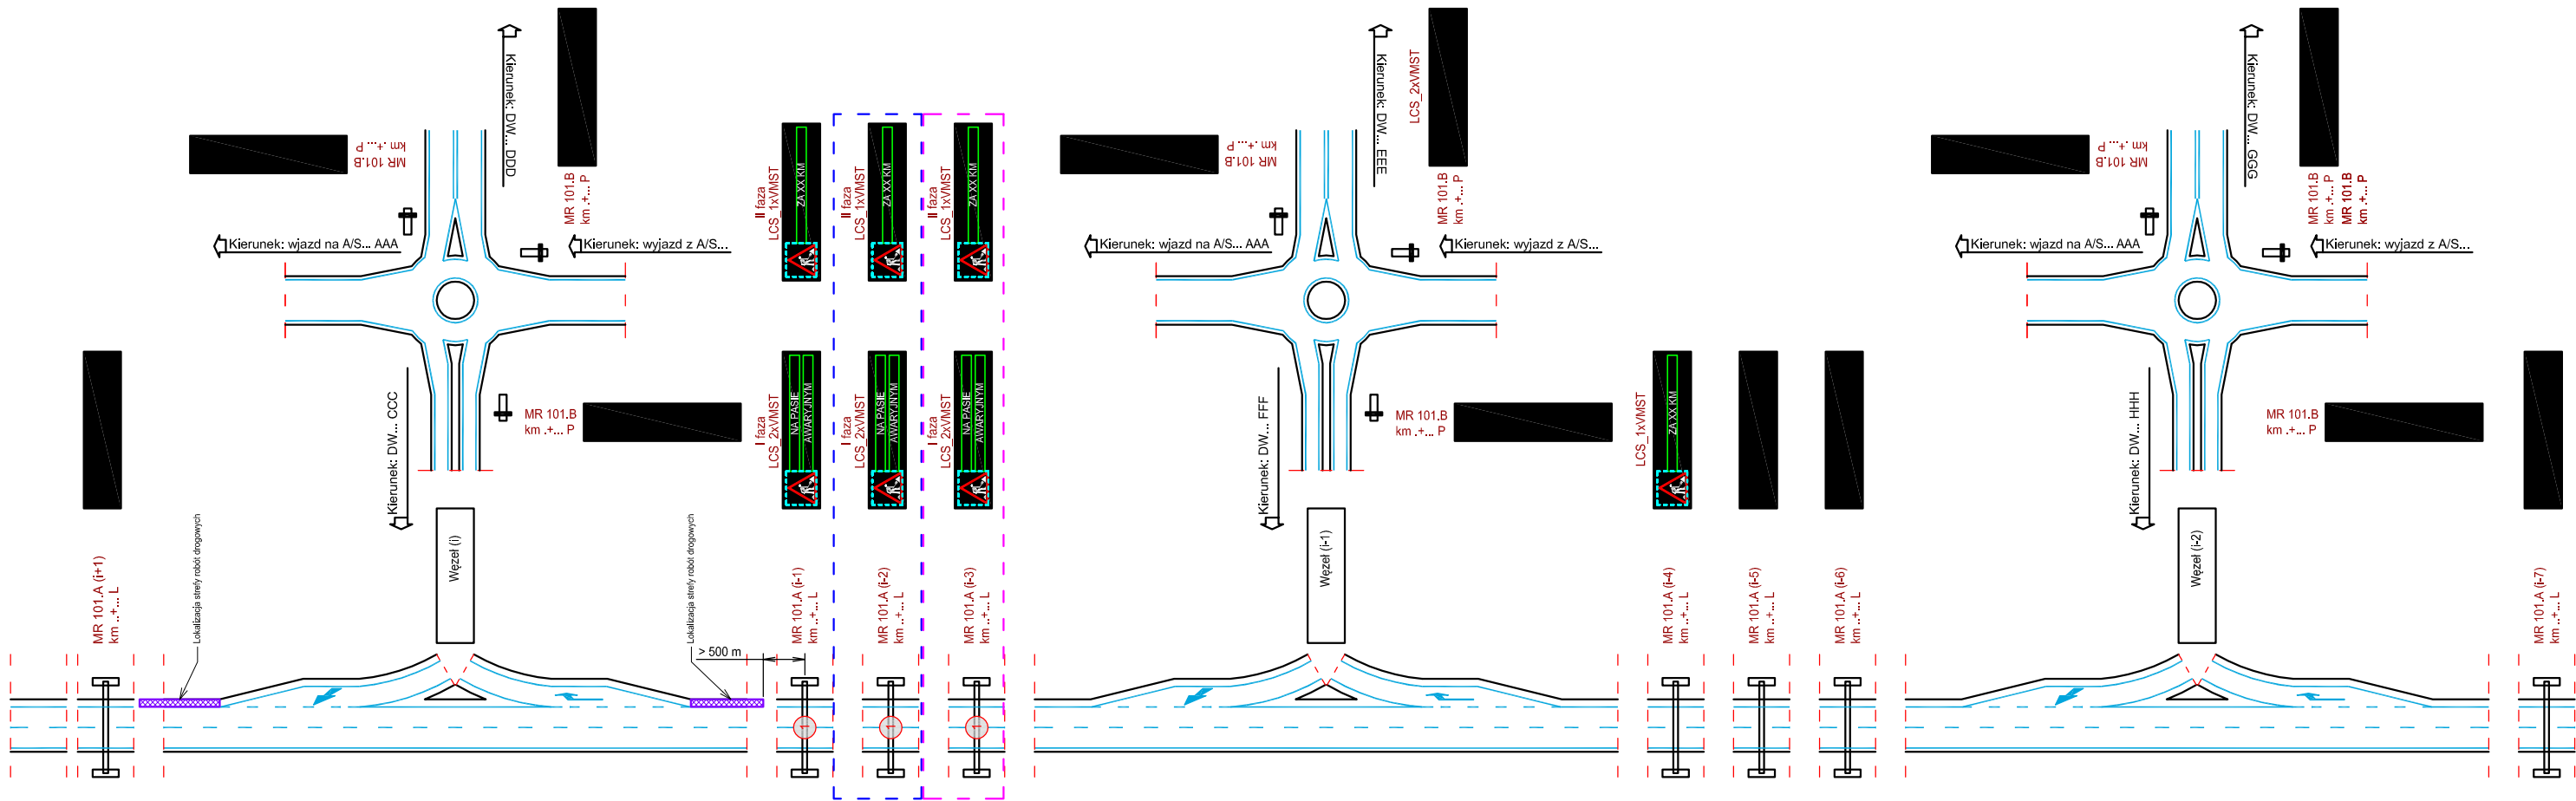 Kierunek: DW... DDD
MR 101.B
km .+... P
MR 101.B
km .+... P
Kierunek: wjazd na A/S... AAA
Kierunek: wyjazd z A/S...
Kierunek: DW... CCC
MR 101.B
km .+... P
Węzeł (i)
MR 101.A (i+1)
km ..+... L
Lokalizacja strefy robót drogowych
Lokalizacja strefy robót drogowych
> 500 m
II faza
LCS_1xVMST
ZA XX KM
II faza
LCS_1xVMST
ZA XX KM
II faza
LCS_1xVMST
ZA XX KM
I faza
LCS_2xVMST
NA PASIE
AWARYJNYM
I faza
LCS_2xVMST
NA PASIE
AWARYJNYM
I faza
LCS_2xVMST
NA PASIE
AWARYJNYM
MR 101.A (i-1)
km ..+... L
MR 101.A (i-2)
km ..+... L
MR 101.A (i-3)
km ..+... L
1
1
1
Kierunek: DW... EEE
LCS_2xVMST
MR 101.B
km .+... P
MR 101.B
km .+... P
Kierunek: wjazd na A/S... AAA
Kierunek: wyjazd z A/S...
Kierunek: DW... FFF
MR 101.B
km .+... P
Węzeł (i-1)
LCS_1xVMST
ZA XX KM
MR 101.A (i-4)
km ..+... L
MR 101.A (i-5)
km ..+... L
MR 101.A (i-6)
km ..+... L
Kierunek: DW... GGG
MR 101.B
km .+... P
MR 101.B
km .+... P
MR 101.B
km .+... P
Kierunek: wjazd na A/S... AAA
Kierunek: wyjazd z A/S...
Kierunek: DW... HHH
MR 101.B
km .+... P
Węzeł (i-2)
MR 101.A (i-7)
km ..+... L